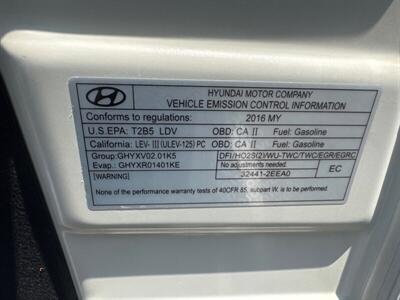 HYUNDAI MOTOR COMPANY
VEHICLE EMISSION CONTROL INFORMATION
Conforms to regulations: 2016 MY
U.S.EPA: T2B5 LDV OBD: CA II Fuel: Gasoline
California: LEV-III (ULEV-125) PC OBD: CA II Fuel: Gasoline
Group: GHYXV02.01K5 DFI/HO2S(2)/WU-TWC/TWC/EGR/EGRC
Evap.: GHYXR01401KE No adjustments needed. EC
[WARNING] 32441-2EEA0
None of the performance warranty tests of 40CFR 85, subpart W, is to be performed.